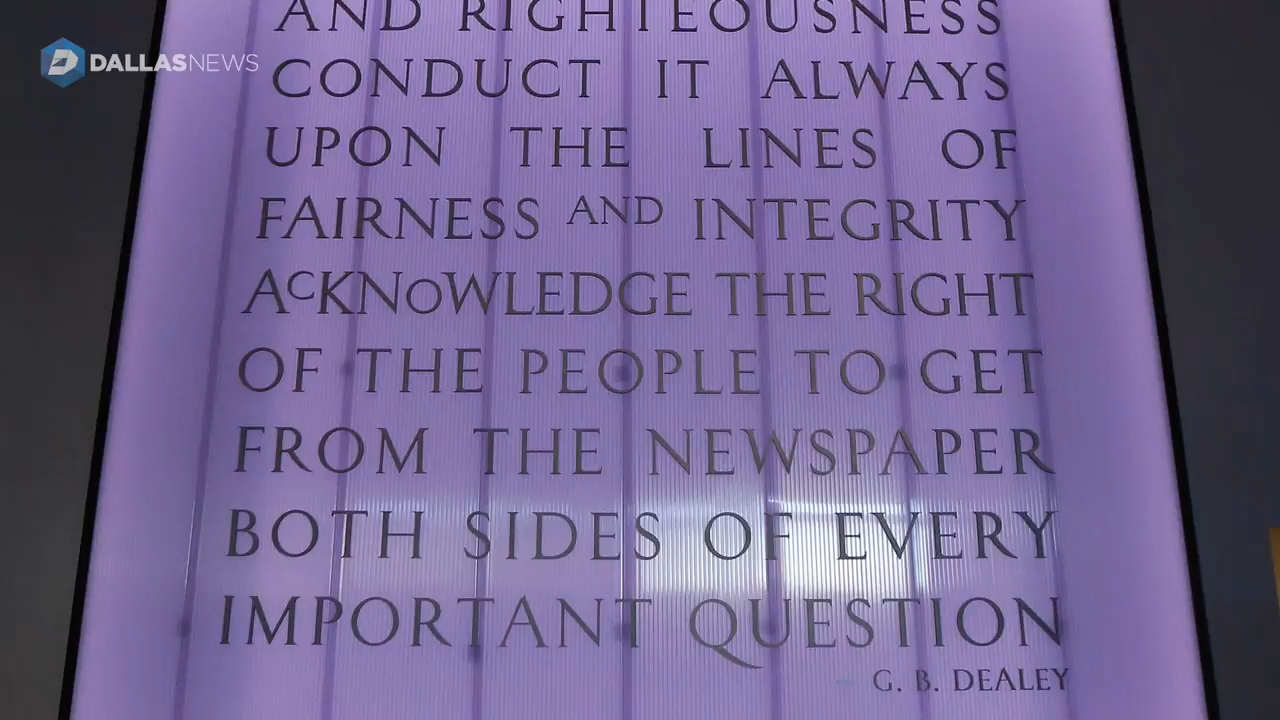 AND RIGHTEOUSNESS
DALLASNEWS
CONDUCT IT ALWAYS
UPON THE LINES OF
FAIRNESS AND INTEGRITY
ACKNOWLEDGE THE RIGHT
OF THE PEOPLE TO GET
FROM THE NEWSPAPER
BOTH SIDES OF EVERY
IMPORTANT QUESTION
G. B. DEALEY